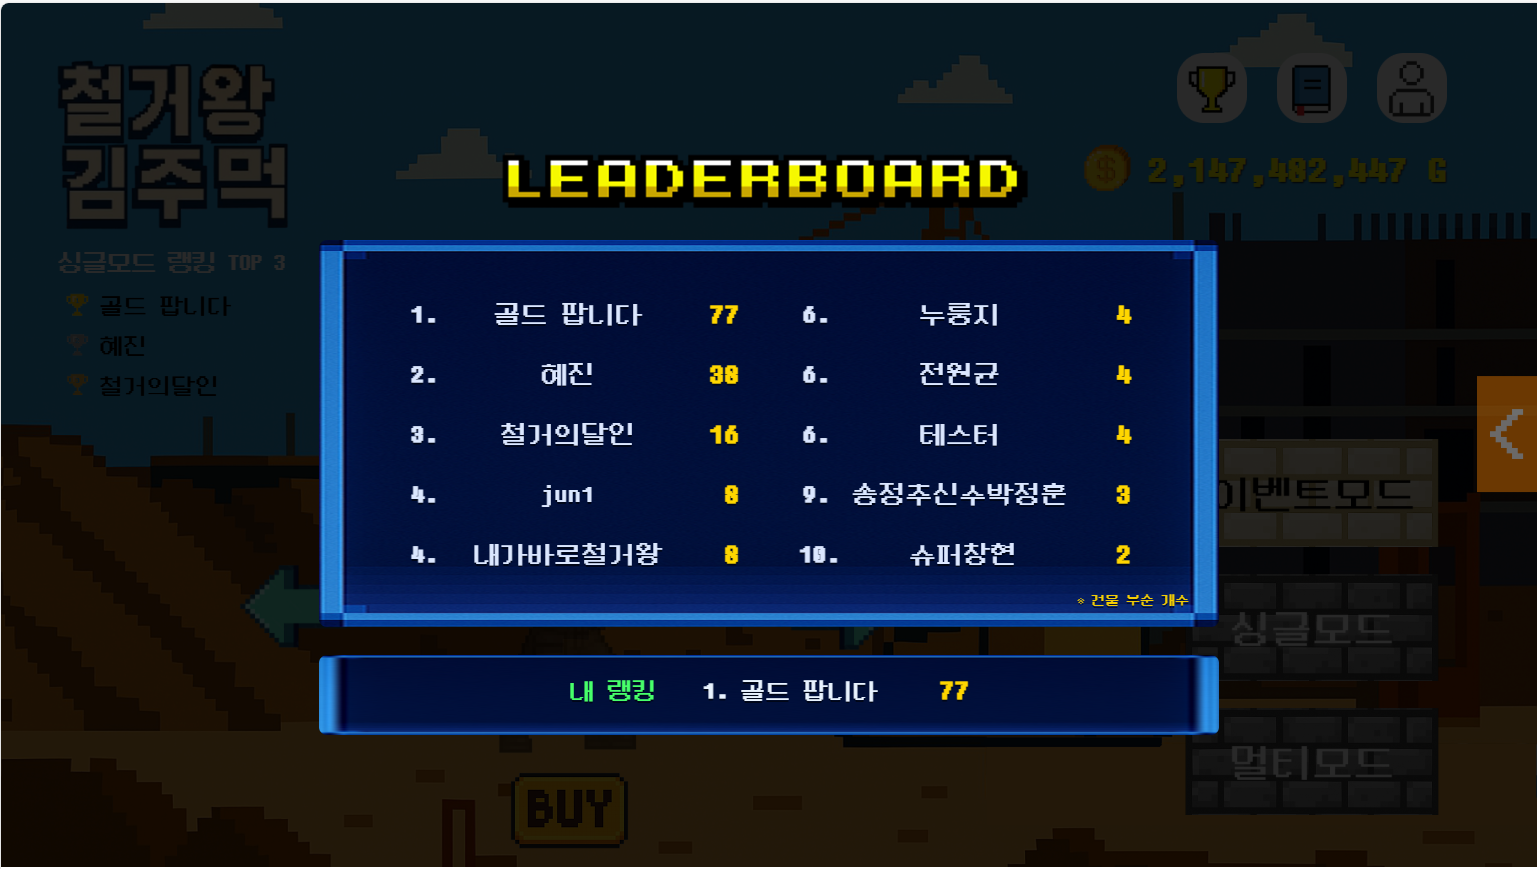 철거왕
김주먹
2,147,482,447 G
LEADERBOARD
싱글모드 랭킹 TOP 3
골드 팝니다
혜진
철거의달인
1. 골드 팝니다 77
2. 혜진 38
3. 철거의달인 16
4. jun1 8
4. 내가바로철거왕 8
6. 누룽지 4
6. 전원균 4
6. 테스터 4
9. 송정추신수박정훈 3
10. 슈퍼창현 2
※ 건물 부순 개수
내 랭킹 1. 골드 팝니다 77
이벤트모드
싱글모드
멀티모드
BUY